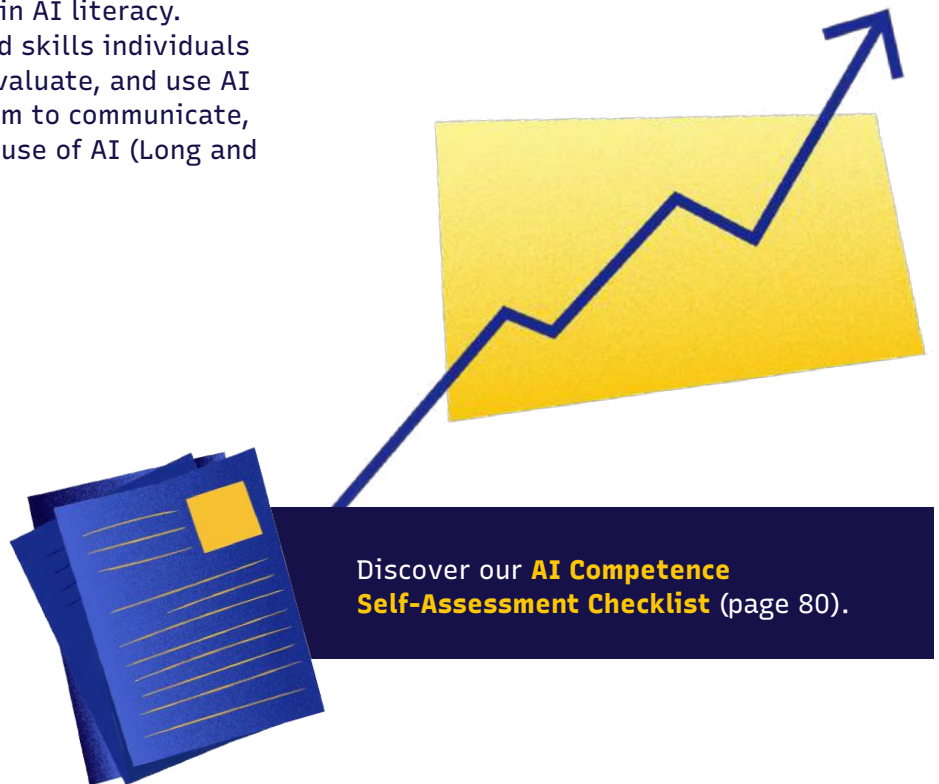 in AI literacy.
d skills individuals
valuate, and use AI
m to communicate,
use of AI (Long and
Discover our AI Competence
Self-Assessment Checklist (page 80).